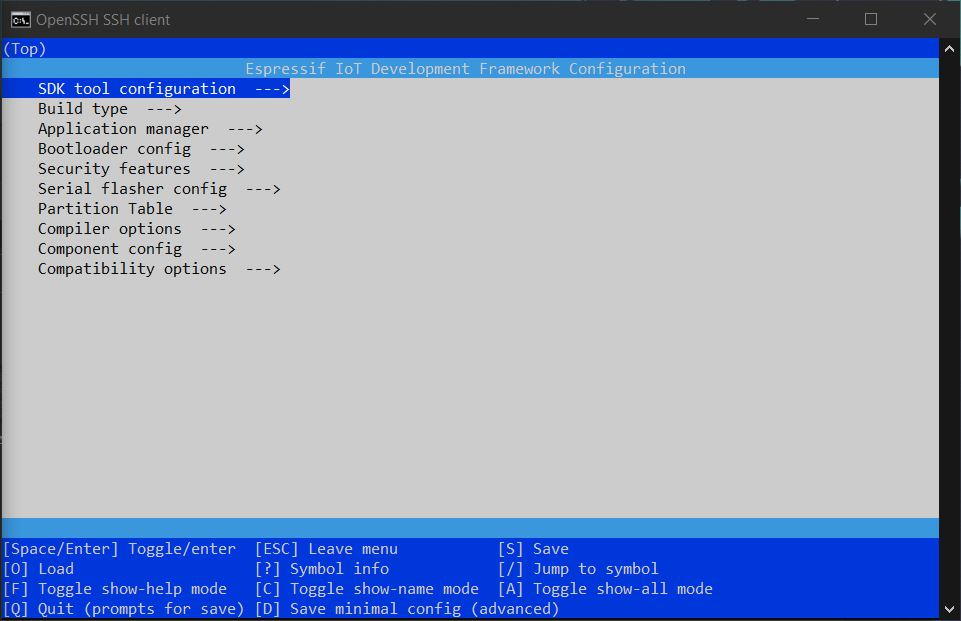 OpenSSH SSH client
(Top)
Espressif IoT Development Framework Configuration
SDK tool configuration  --->
Build type  --->
Application manager  --->
Bootloader config  --->
Security features  --->
Serial flasher config  --->
Partition Table  --->
Compiler options  --->
Component config  --->
Compatibility options  --->
[Space/Enter] Toggle/enter  [ESC] Leave menu           [S] Save
[O] Load                    [?] Symbol info            [/] Jump to symbol
[F] Toggle show-help mode   [C] Toggle show-name mode  [A] Toggle show-all mode
[Q] Quit (prompts for save) [D] Save minimal config (advanced)